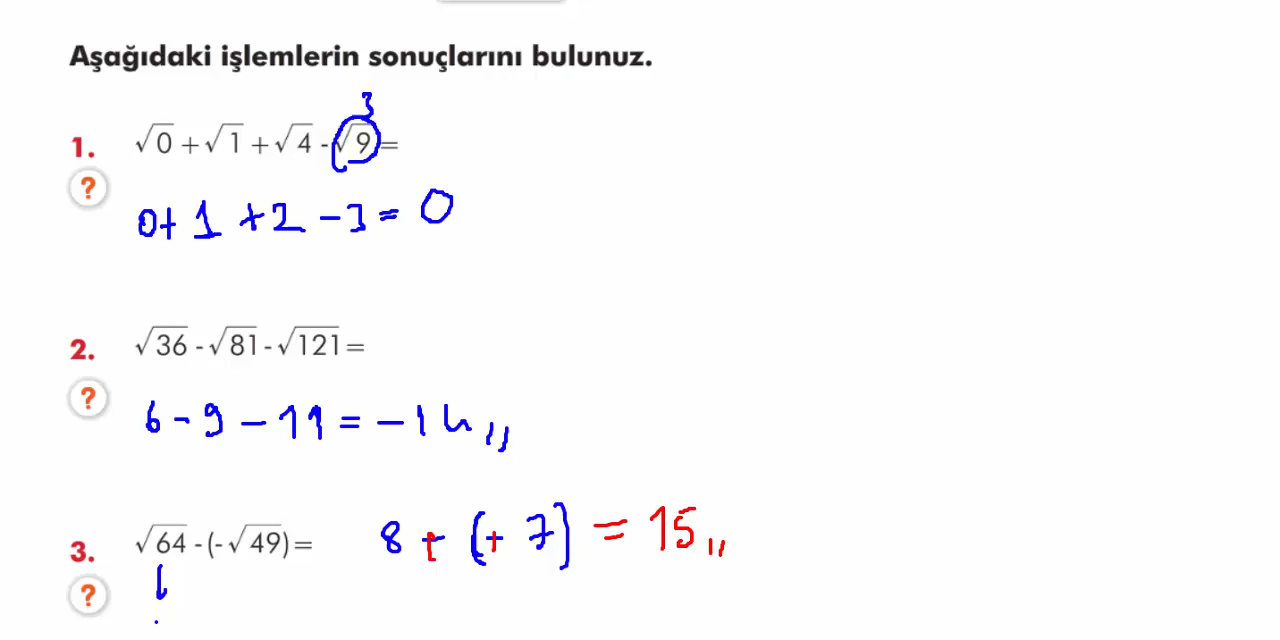 Aşağıdaki işlemlerin sonuçlarını bulunuz.
3
1. √0 + √1 + √4 - √9 =
?
0 + 1 + 2 - 3 = 0
2. √36 - √81 - √121 =
?
6 - 9 - 11 = - 14 ,,
3. √64 - (-√49) = 8 + (+ 7) = 15 ,,
?